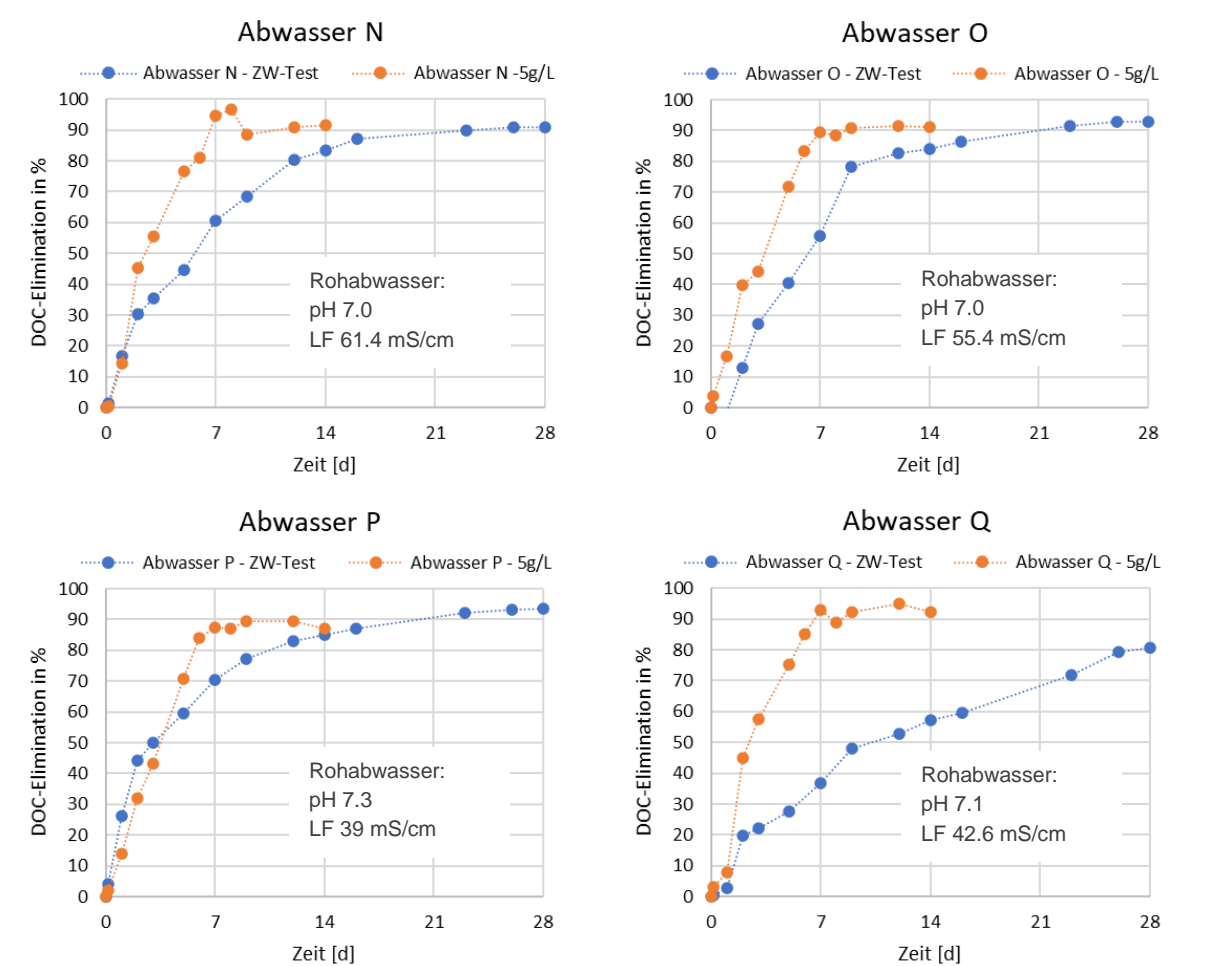 Abwasser N
Abwasser N - ZW-Test Abwasser N -5g/L
100
90
80
70
60
50
40
30
20
10
0
DOC-Elimination in %
Rohabwasser:
pH 7.0
LF 61.4 mS/cm
0 7 14 21 28
Zeit [d]
Abwasser O
Abwasser O - ZW-Test Abwasser O - 5g/L
100
90
80
70
60
50
40
30
20
10
0
DOC-Elimination in %
Rohabwasser:
pH 7.0
LF 55.4 mS/cm
0 7 14 21 28
Zeit [d]
Abwasser P
Abwasser P - ZW-Test Abwasser P - 5g/L
100
90
80
70
60
50
40
30
20
10
0
DOC-Elimination in %
Rohabwasser:
pH 7.3
LF 39 mS/cm
0 7 14 21 28
Zeit [d]
Abwasser Q
Abwasser Q - ZW-Test Abwasser Q - 5g/L
100
90
80
70
60
50
40
30
20
10
0
DOC-Elimination in %
Rohabwasser:
pH 7.1
LF 42.6 mS/cm
0 7 14 21 28
Zeit [d]